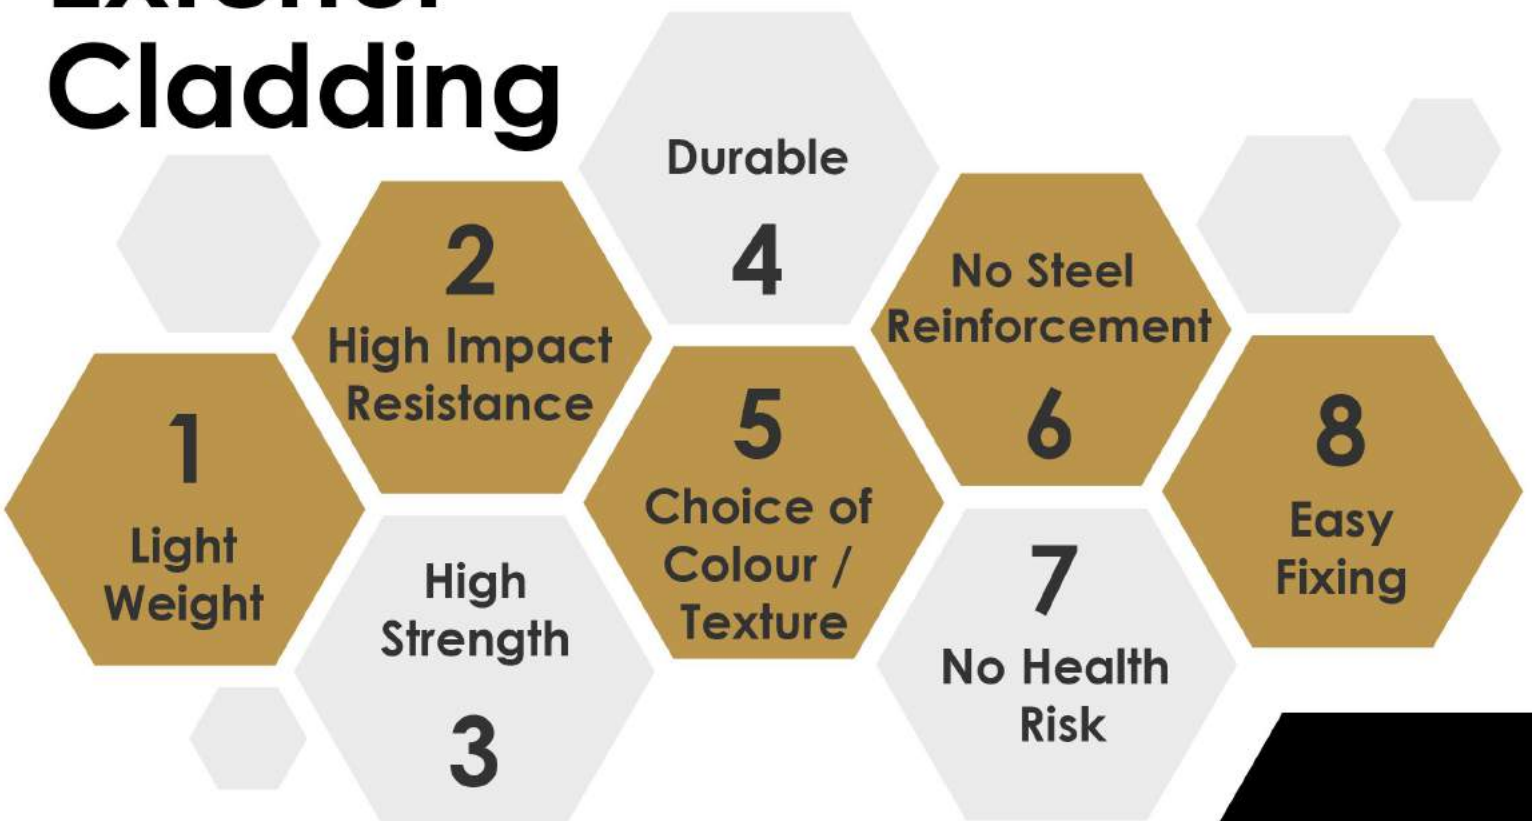 Exterior
Cladding
1
Light
Weight
2
High Impact
Resistance
High
Strength
3
Durable
4
5
Choice of
Colour /
Texture
No Steel
Reinforcement
6
7
No Health
Risk
8
Easy
Fixing